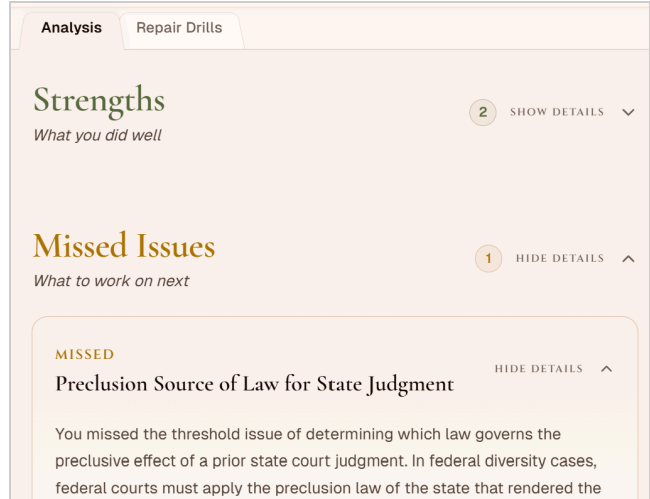 Analysis
Repair Drills
Strengths
What you did well
2
SHOW DETAILS
Missed Issues
What to work on next
1
HIDE DETAILS
MISSED
Preclusion Source of Law for State Judgment
HIDE DETAILS
You missed the threshold issue of determining which law governs the
preclusive effect of a prior state court judgment. In federal diversity cases,
federal courts must apply the preclusion law of the state that rendered the